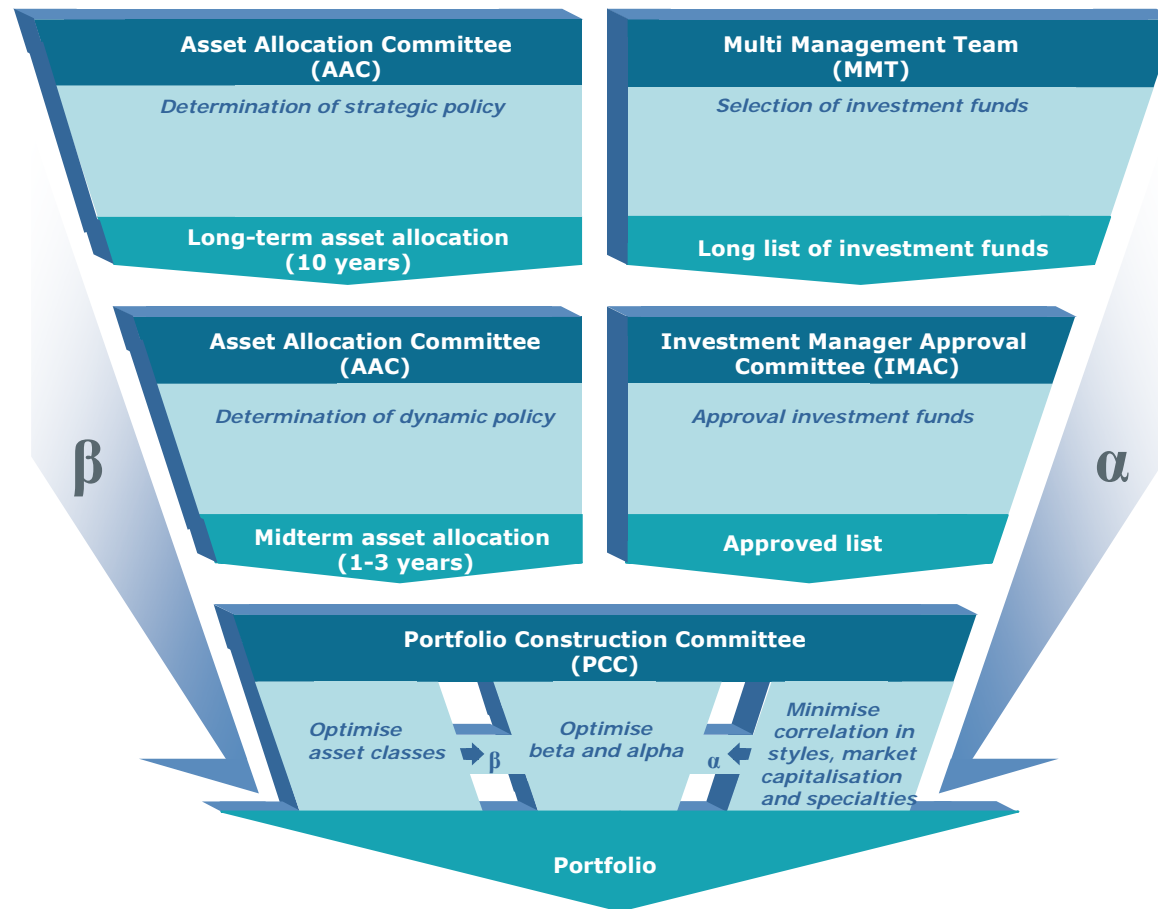 Asset Allocation Committee
(AAC)
Determination of strategic policy
Long-term asset allocation
(10 years)
Multi Management Team
(MMT)
Selection of investment funds
Long list of investment funds
Asset Allocation Committee
(AAC)
Determination of dynamic policy
Midterm asset allocation
(1-3 years)
Investment Manager Approval
Committee (IMAC)
Approval investment funds
Approved list
β
α
Portfolio Construction Committee
(PCC)
Optimise
asset classes
β
Optimise
beta and alpha
α
Minimise
correlation in
styles, market
capitalisation
and specialties
Portfolio